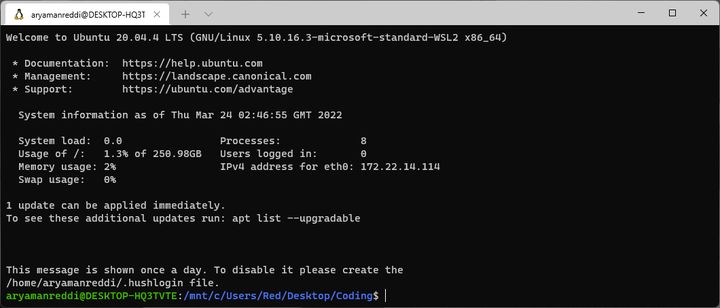 aryamanreddi@DESKTOP-HQ3TVT
Welcome to Ubuntu 20.04.4 LTS (GNU/Linux 5.10.16.3-microsoft-standard-WSL2 x86_64)
* Documentation:  https://help.ubuntu.com
* Management:     https://landscape.canonical.com
* Support:        https://ubuntu.com/advantage
System information as of Thu Mar 24 02:46:55 GMT 2022
System load:  0.0                Processes:             8
Usage of /:   1.3% of 250.98GB   Users logged in:       0
Memory usage: 2%                 IPv4 address for eth0: 172.22.14.114
Swap usage:   0%
1 update can be applied immediately.
To see these additional updates run: apt list --upgradable
This message is shown once a day. To disable it please create the
/home/aryamanreddi/.hushlogin file.
aryamanreddi@DESKTOP-HQ3TVTE:/mnt/c/Users/Red/Desktop/Coding$